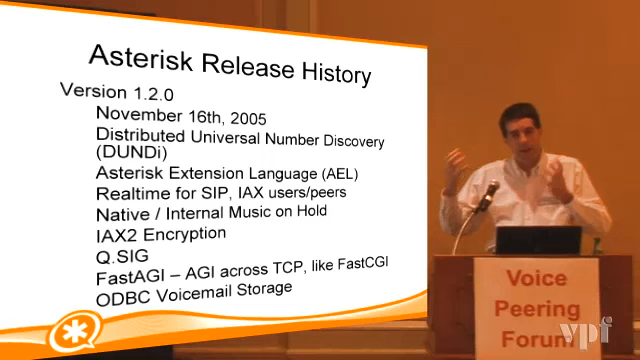 Asterisk Release History
Version 1.2.0
November 16th, 2005
Distributed Universal Number Discovery
(DUNDi)
Asterisk Extension Language (AEL)
Realtime for SIP, IAX users/peers
Native / Internal Music on Hold
IAX2 Encryption
Q.SIG
FastAGI – AGI across TCP, like FastCGI
ODBC Voicemail Storage
Voice
Peering
Forum
vpf